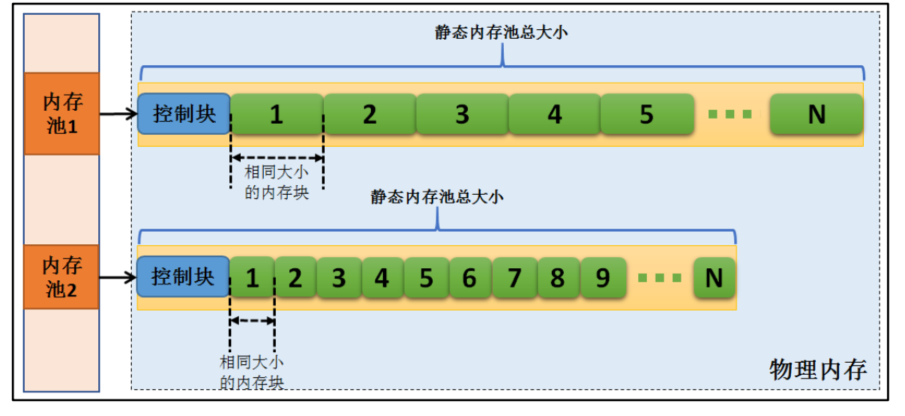 静态内存池总大小
内存
池1
控制块 1 2 3 4 5 N
相同大小
的内存块
静态内存池总大小
内存
池2
控制块 1 2 3 4 5 6 7 8 9 N
相同大小
的内存块
物理内存